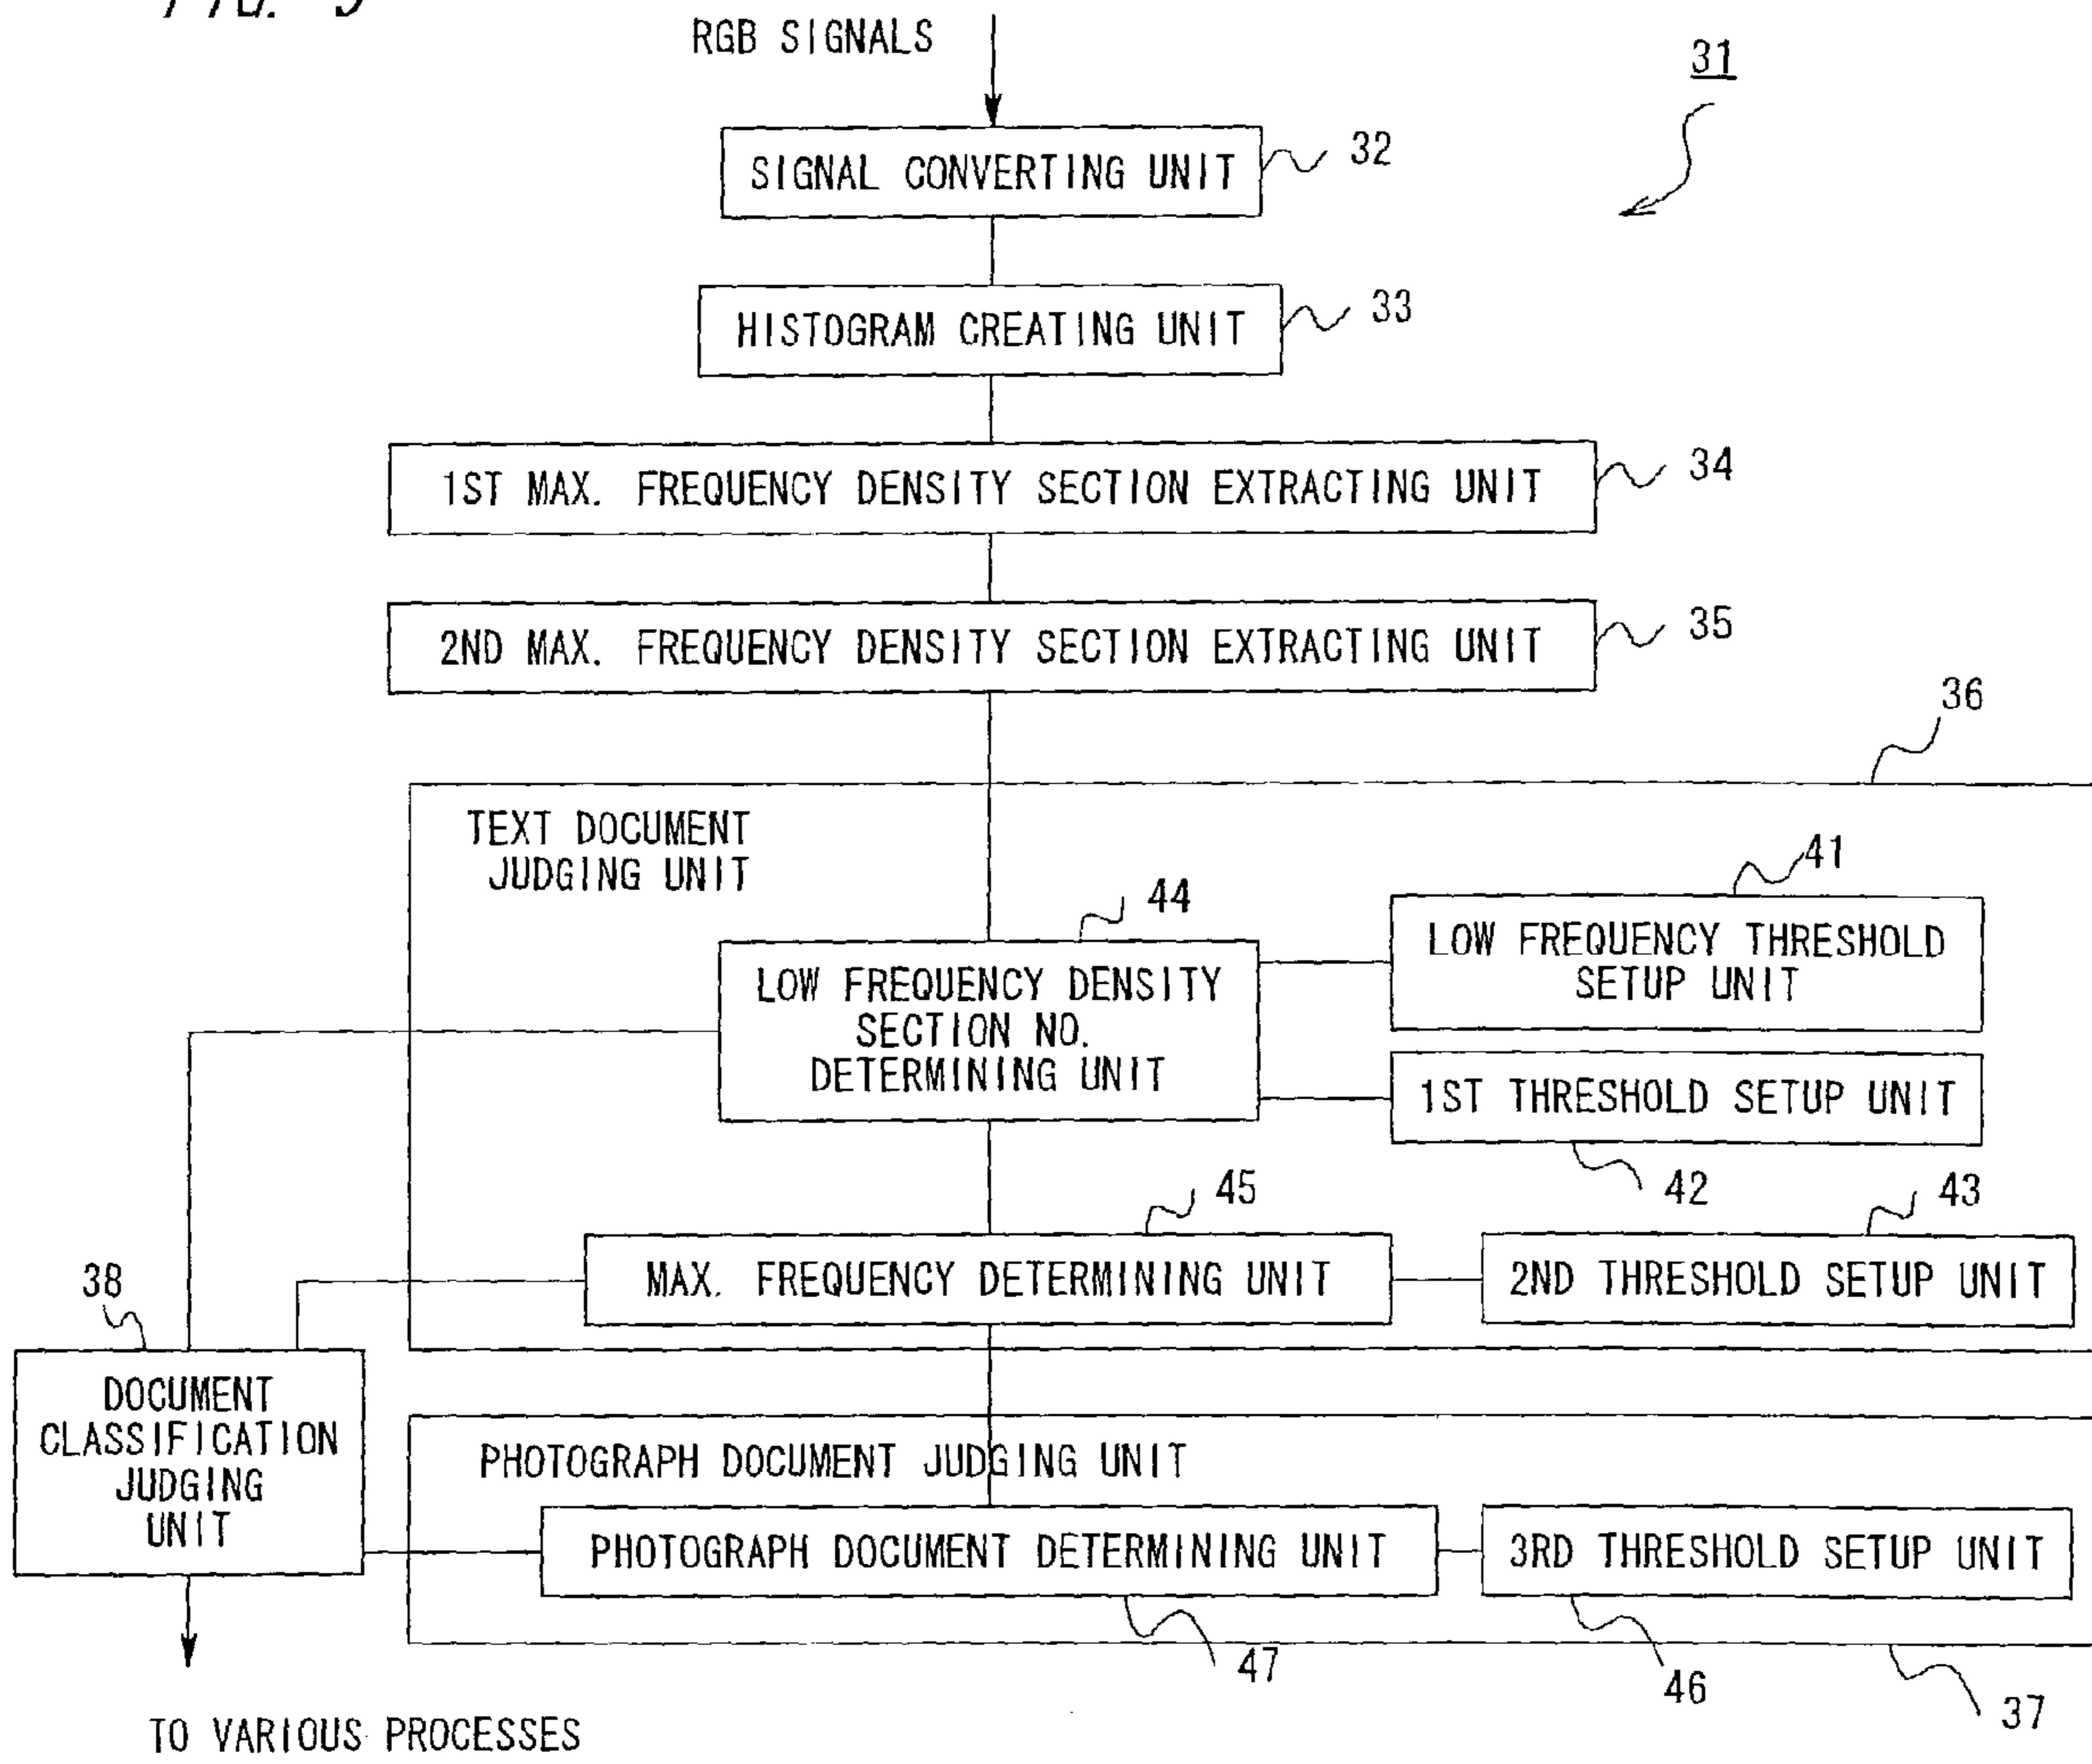 FIG. 3
RGB SIGNALS
31
SIGNAL CONVERTING UNIT
32
HISTOGRAM CREATING UNIT
33
1ST MAX. FREQUENCY DENSITY SECTION EXTRACTING UNIT
34
2ND MAX. FREQUENCY DENSITY SECTION EXTRACTING UNIT
35
36
TEXT DOCUMENT
JUDGING UNIT
44
41
LOW FREQUENCY DENSITY
SECTION NO.
DETERMINING UNIT
LOW FREQUENCY THRESHOLD
SETUP UNIT
1ST THRESHOLD SETUP UNIT
42
45
43
MAX. FREQUENCY DETERMINING UNIT
2ND THRESHOLD SETUP UNIT
38
DOCUMENT
CLASSIFICATION
JUDGING
UNIT
PHOTOGRAPH DOCUMENT JUDGING UNIT
PHOTOGRAPH DOCUMENT DETERMINING UNIT
3RD THRESHOLD SETUP UNIT
47
46
37
TO VARIOUS PROCESSES